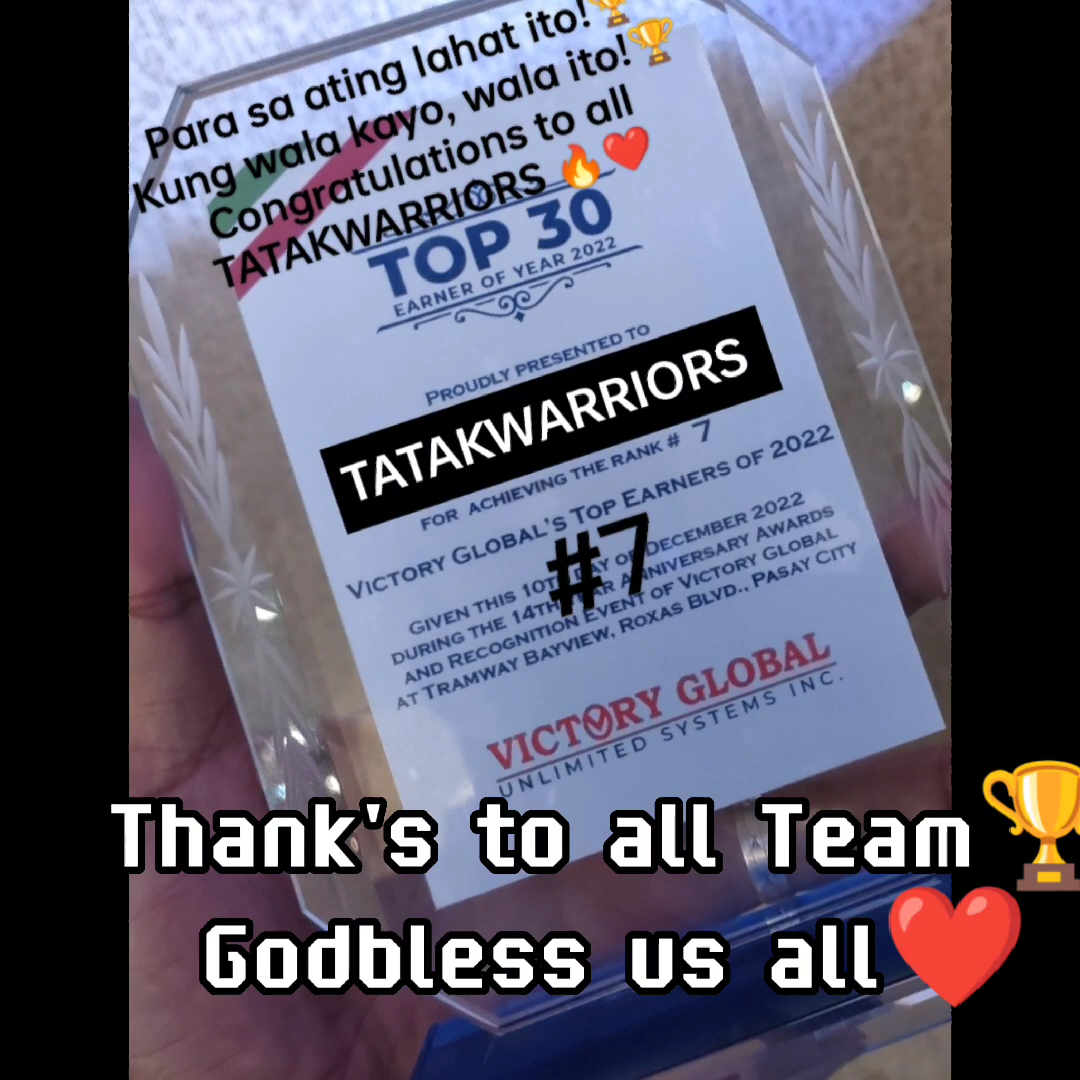 Para sa ating lahat ito!🏆
Kung wala kayo, wala ito!🏆
Congratulations to all
TATAKWARRIORS 🔥❤️
TOP 30
EARNER OF YEAR 2022
PROUDLY PRESENTED TO
TATAKWARRIORS
FOR ACHIEVING THE RANK # 7
VICTORY GLOBAL'S TOP EARNERS OF 2022
#7
GIVEN THIS 10TH DAY OF DECEMBER 2022
DURING THE 14TH YEAR ANNIVERSARY AWARDS
AND RECOGNITION EVENT OF VICTORY GLOBAL
AT TRAMWAY BAYVIEW, ROXAS BLVD., PASAY CITY
VICTORY GLOBAL
UNLIMITED SYSTEMS INC.
Thank's to all Team🏆
Godbless us all❤️